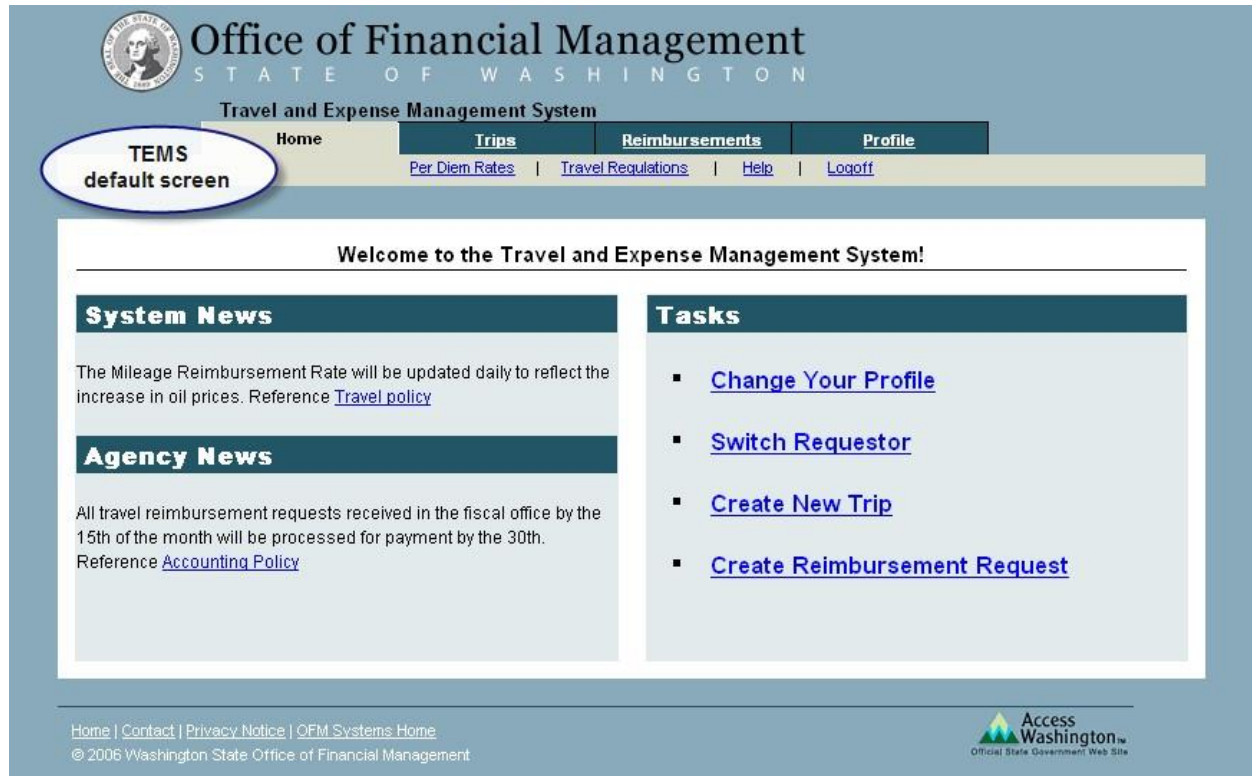 Office of Financial Management
STATE OF WASHINGTON
Travel and Expense Management System
Home Trips Reimbursements Profile
TEMS
default screen
Per Diem Rates | Travel Regulations | Help | Logoff
Welcome to the Travel and Expense Management System!
System News
The Mileage Reimbursement Rate will be updated daily to reflect the
increase in oil prices. Reference Travel policy
Agency News
All travel reimbursement requests received in the fiscal office by the
15th of the month will be processed for payment by the 30th.
Reference Accounting Policy
Tasks
Change Your Profile
Switch Requestor
Create New Trip
Create Reimbursement Request
Home | Contact | Privacy Notice | OFM Systems Home
© 2006 Washington State Office of Financial Management
Access
Washington
Official State Government Web Site